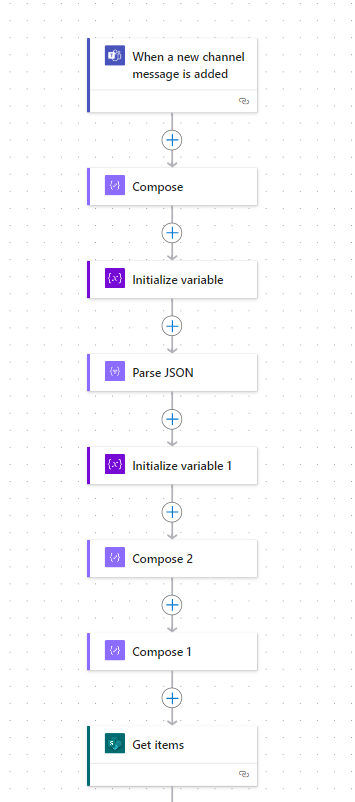 When a new channel
message is added
Compose
Initialize variable
Parse JSON
Initialize variable 1
Compose 2
Compose 1
Get items